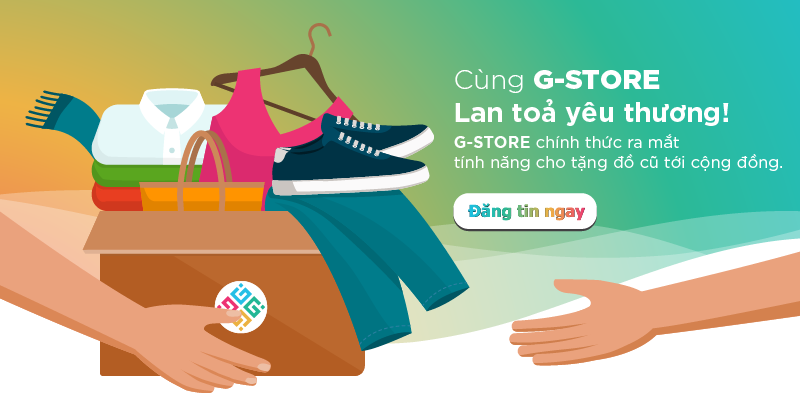 Cùng G-STORE
Lan toả yêu thương!
G-STORE chính thức ra mắt
tính năng cho tặng đồ cũ tới cộng đồng.
Đăng tin ngay